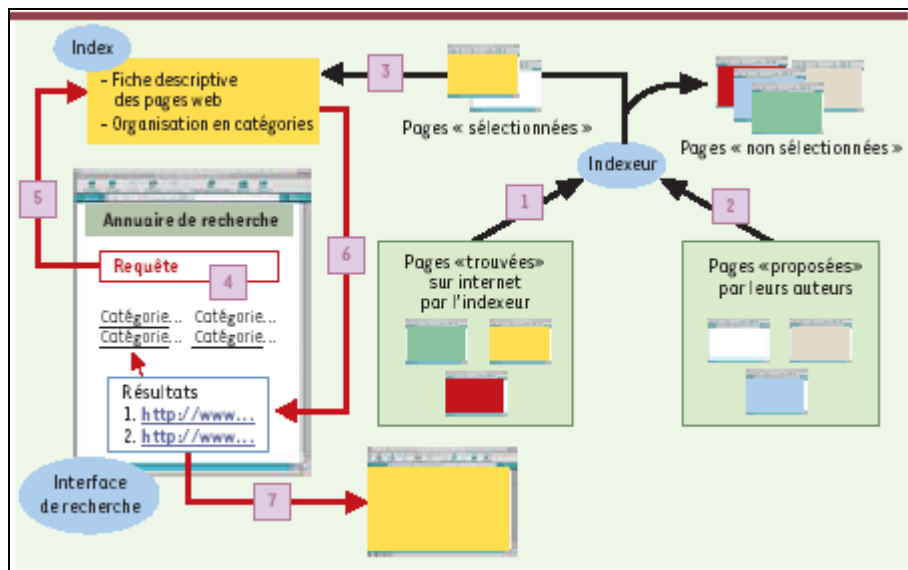 Index
- Fiche descriptive
des pages web
- Organisation en catégories
3
Pages « sélectionnées »
Pages « non sélectionnées »
Indexeur
1
2
5
Annuaire de recherche
Requête
4
6
Catégorie... Catégorie...
Catégorie... Catégorie...
Résultats
1. http://www...
2. http://www...
Interface
de recherche
7
Pages «trouvées»
sur internet
par l'indexeur
Pages «proposées»
par leurs auteurs